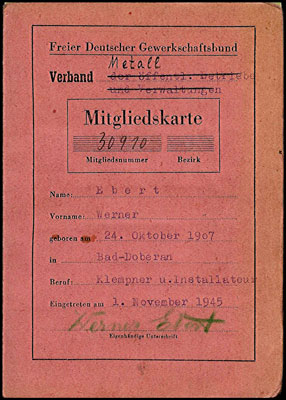 Freier Deutscher Gewerkschaftsbund
Metall
Verband der öffentl. Betriebe
und Verwaltungen
Mitgliedskarte
30970
Mitgliedsnummer Bezirk
Name: Ebert
Vorname: Werner
geboren am 24. Oktober 1907
in Bad-Doberan
Beruf: Klempner u.Installateur
Eingetreten am 1. November 1945
Werner Ebert
Eigenhändige Unterschrift